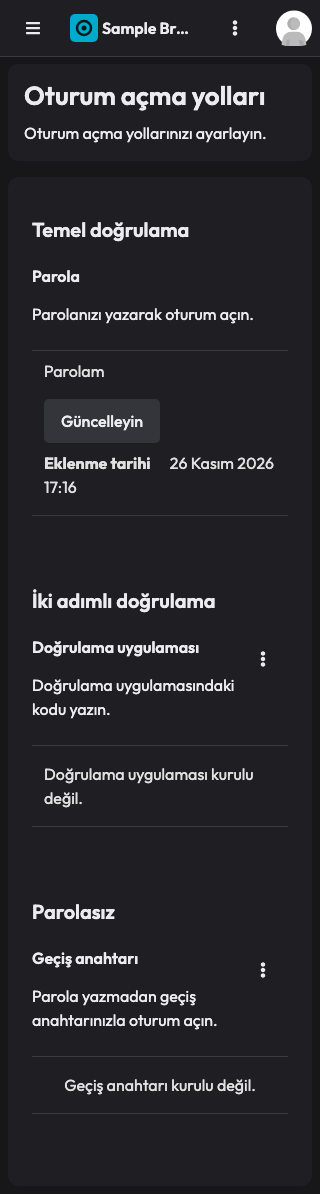 Sample Br...
Oturum açma yolları
Oturum açma yollarınızı ayarlayın.
Temel doğrulama
Parola
Parolanızı yazarak oturum açın.
Parolam
Güncelleyin
Eklenme tarihi 26 Kasım 2026
17:16
İki adımlı doğrulama
Doğrulama uygulaması
Doğrulama uygulamasındaki
kodu yazın.
Doğrulama uygulaması kurulu
değil.
Parolasız
Geçiş anahtarı
Parola yazmadan geçiş
anahtarınızla oturum açın.
Geçiş anahtarı kurulu değil.